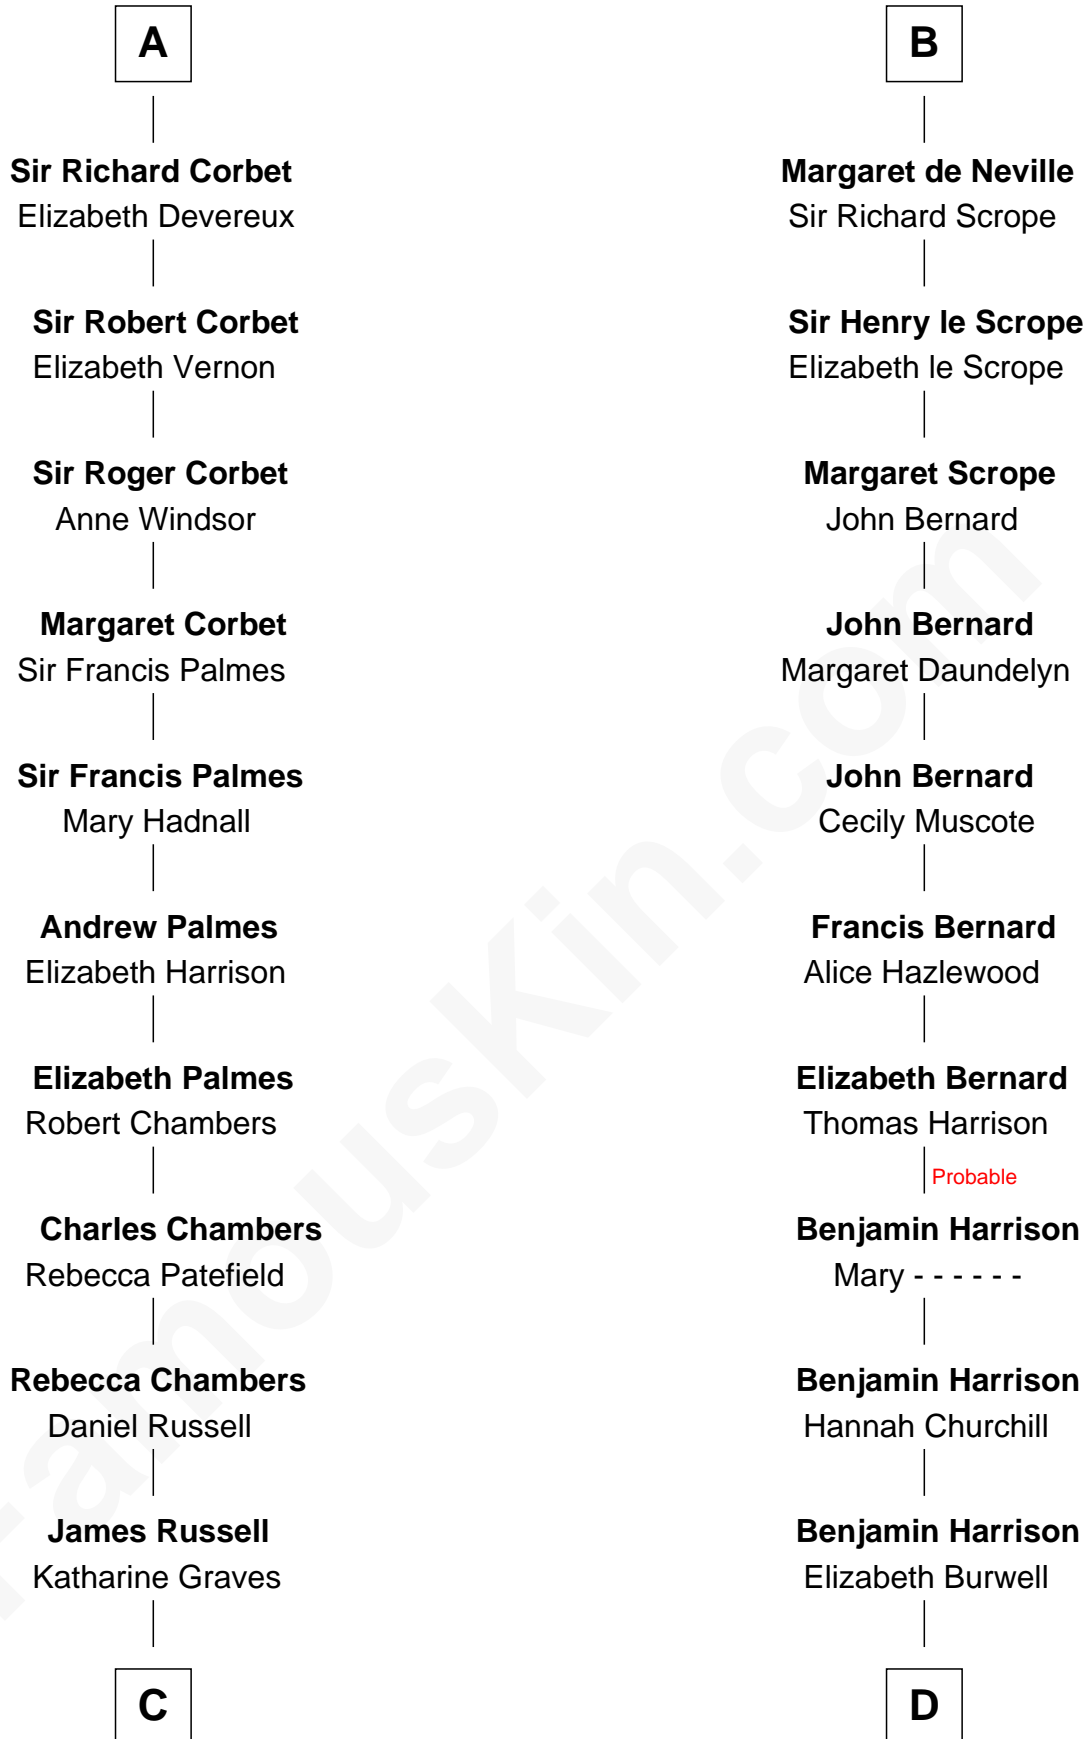 A
Sir Richard Corbet
Elizabeth Devereux
Sir Robert Corbet
Elizabeth Vernon
Sir Roger Corbet
Anne Windsor
Margaret Corbet
Sir Francis Palmes
Sir Francis Palmes
Mary Hadnall
Andrew Palmes
Elizabeth Harrison
Elizabeth Palmes
Robert Chambers
Charles Chambers
Rebecca Patefield
Rebecca Chambers
Daniel Russell
James Russell
Katharine Graves
C
B
Margaret de Neville
Sir Richard Scrope
Sir Henry le Scrope
Elizabeth le Scrope
Margaret Scrope
John Bernard
John Bernard
Margaret Daundelyn
John Bernard
Cecily Muscote
Francis Bernard
Alice Hazlewood
Elizabeth Bernard
Thomas Harrison
Probable
Benjamin Harrison
Mary - - - - - -
Benjamin Harrison
Hannah Churchill
Benjamin Harrison
Elizabeth Burwell
D
FamousKin.com